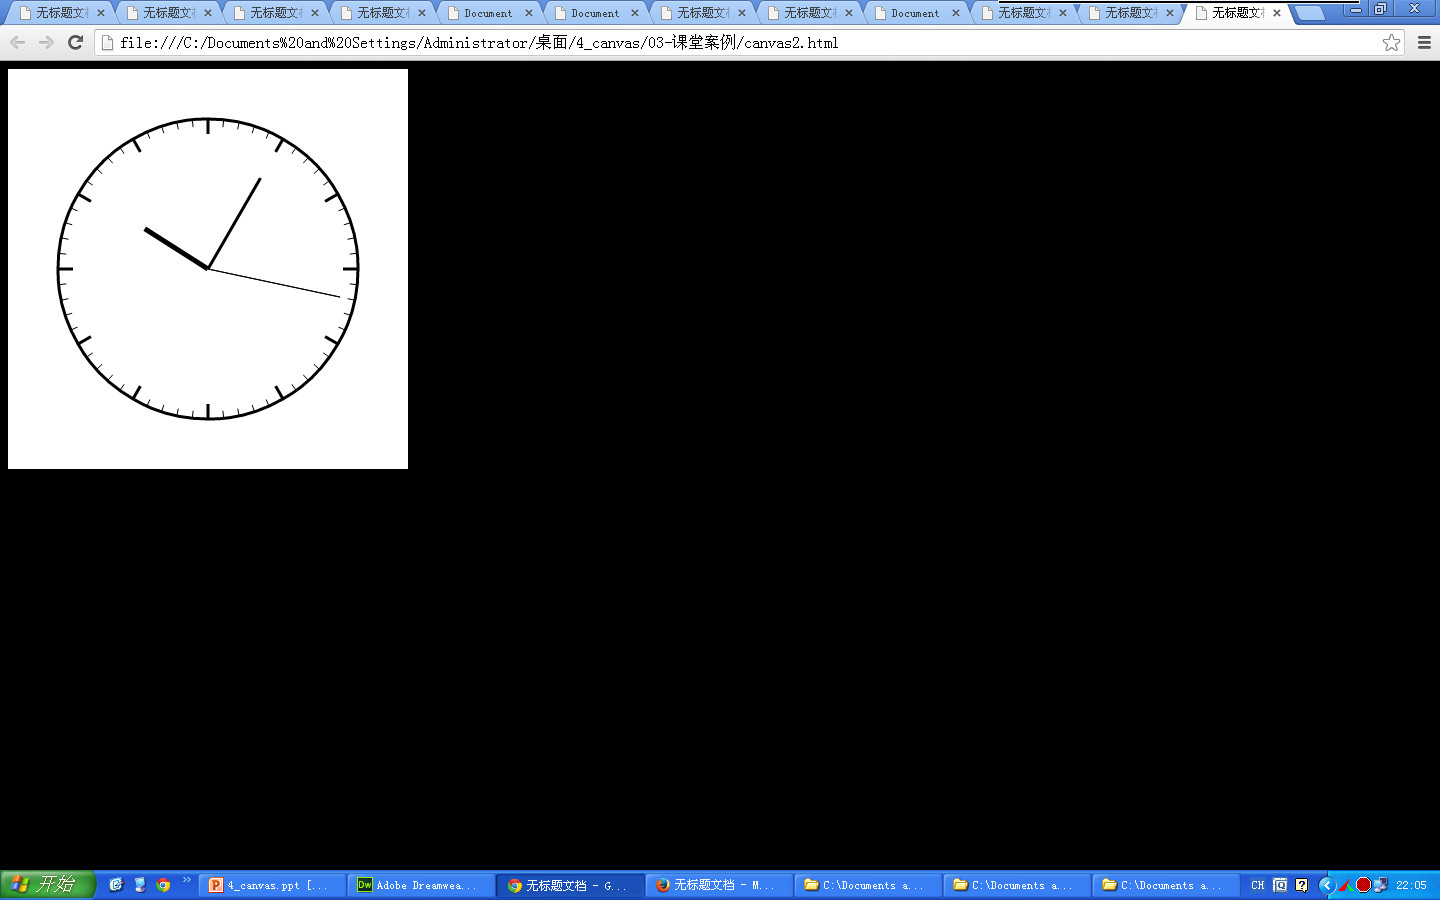 无标题文档 无标题文档 无标题文档 无标题文档 Document Document 无标题文档 无标题文档 Document 无标题文档 无标题文档 无标题文档
file:///C:/Documents%20and%20Settings/Administrator/桌面/4_canvas/03-课堂案例/canvas2.html
开始 4_canvas.ppt [... Adobe Dreamwea... 无标题文档 - G... 无标题文档 - M... C:\Documents a... C:\Documents a... C:\Documents a... CH 22:05